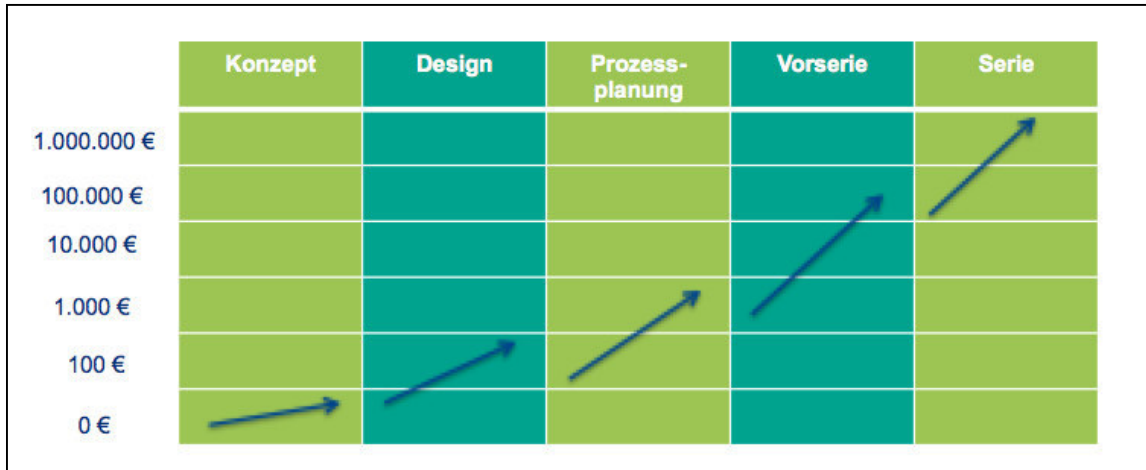 Konzept
Design
Prozess-
planung
Vorserie
Serie
1.000.000 €
100.000 €
10.000 €
1.000 €
100 €
0 €